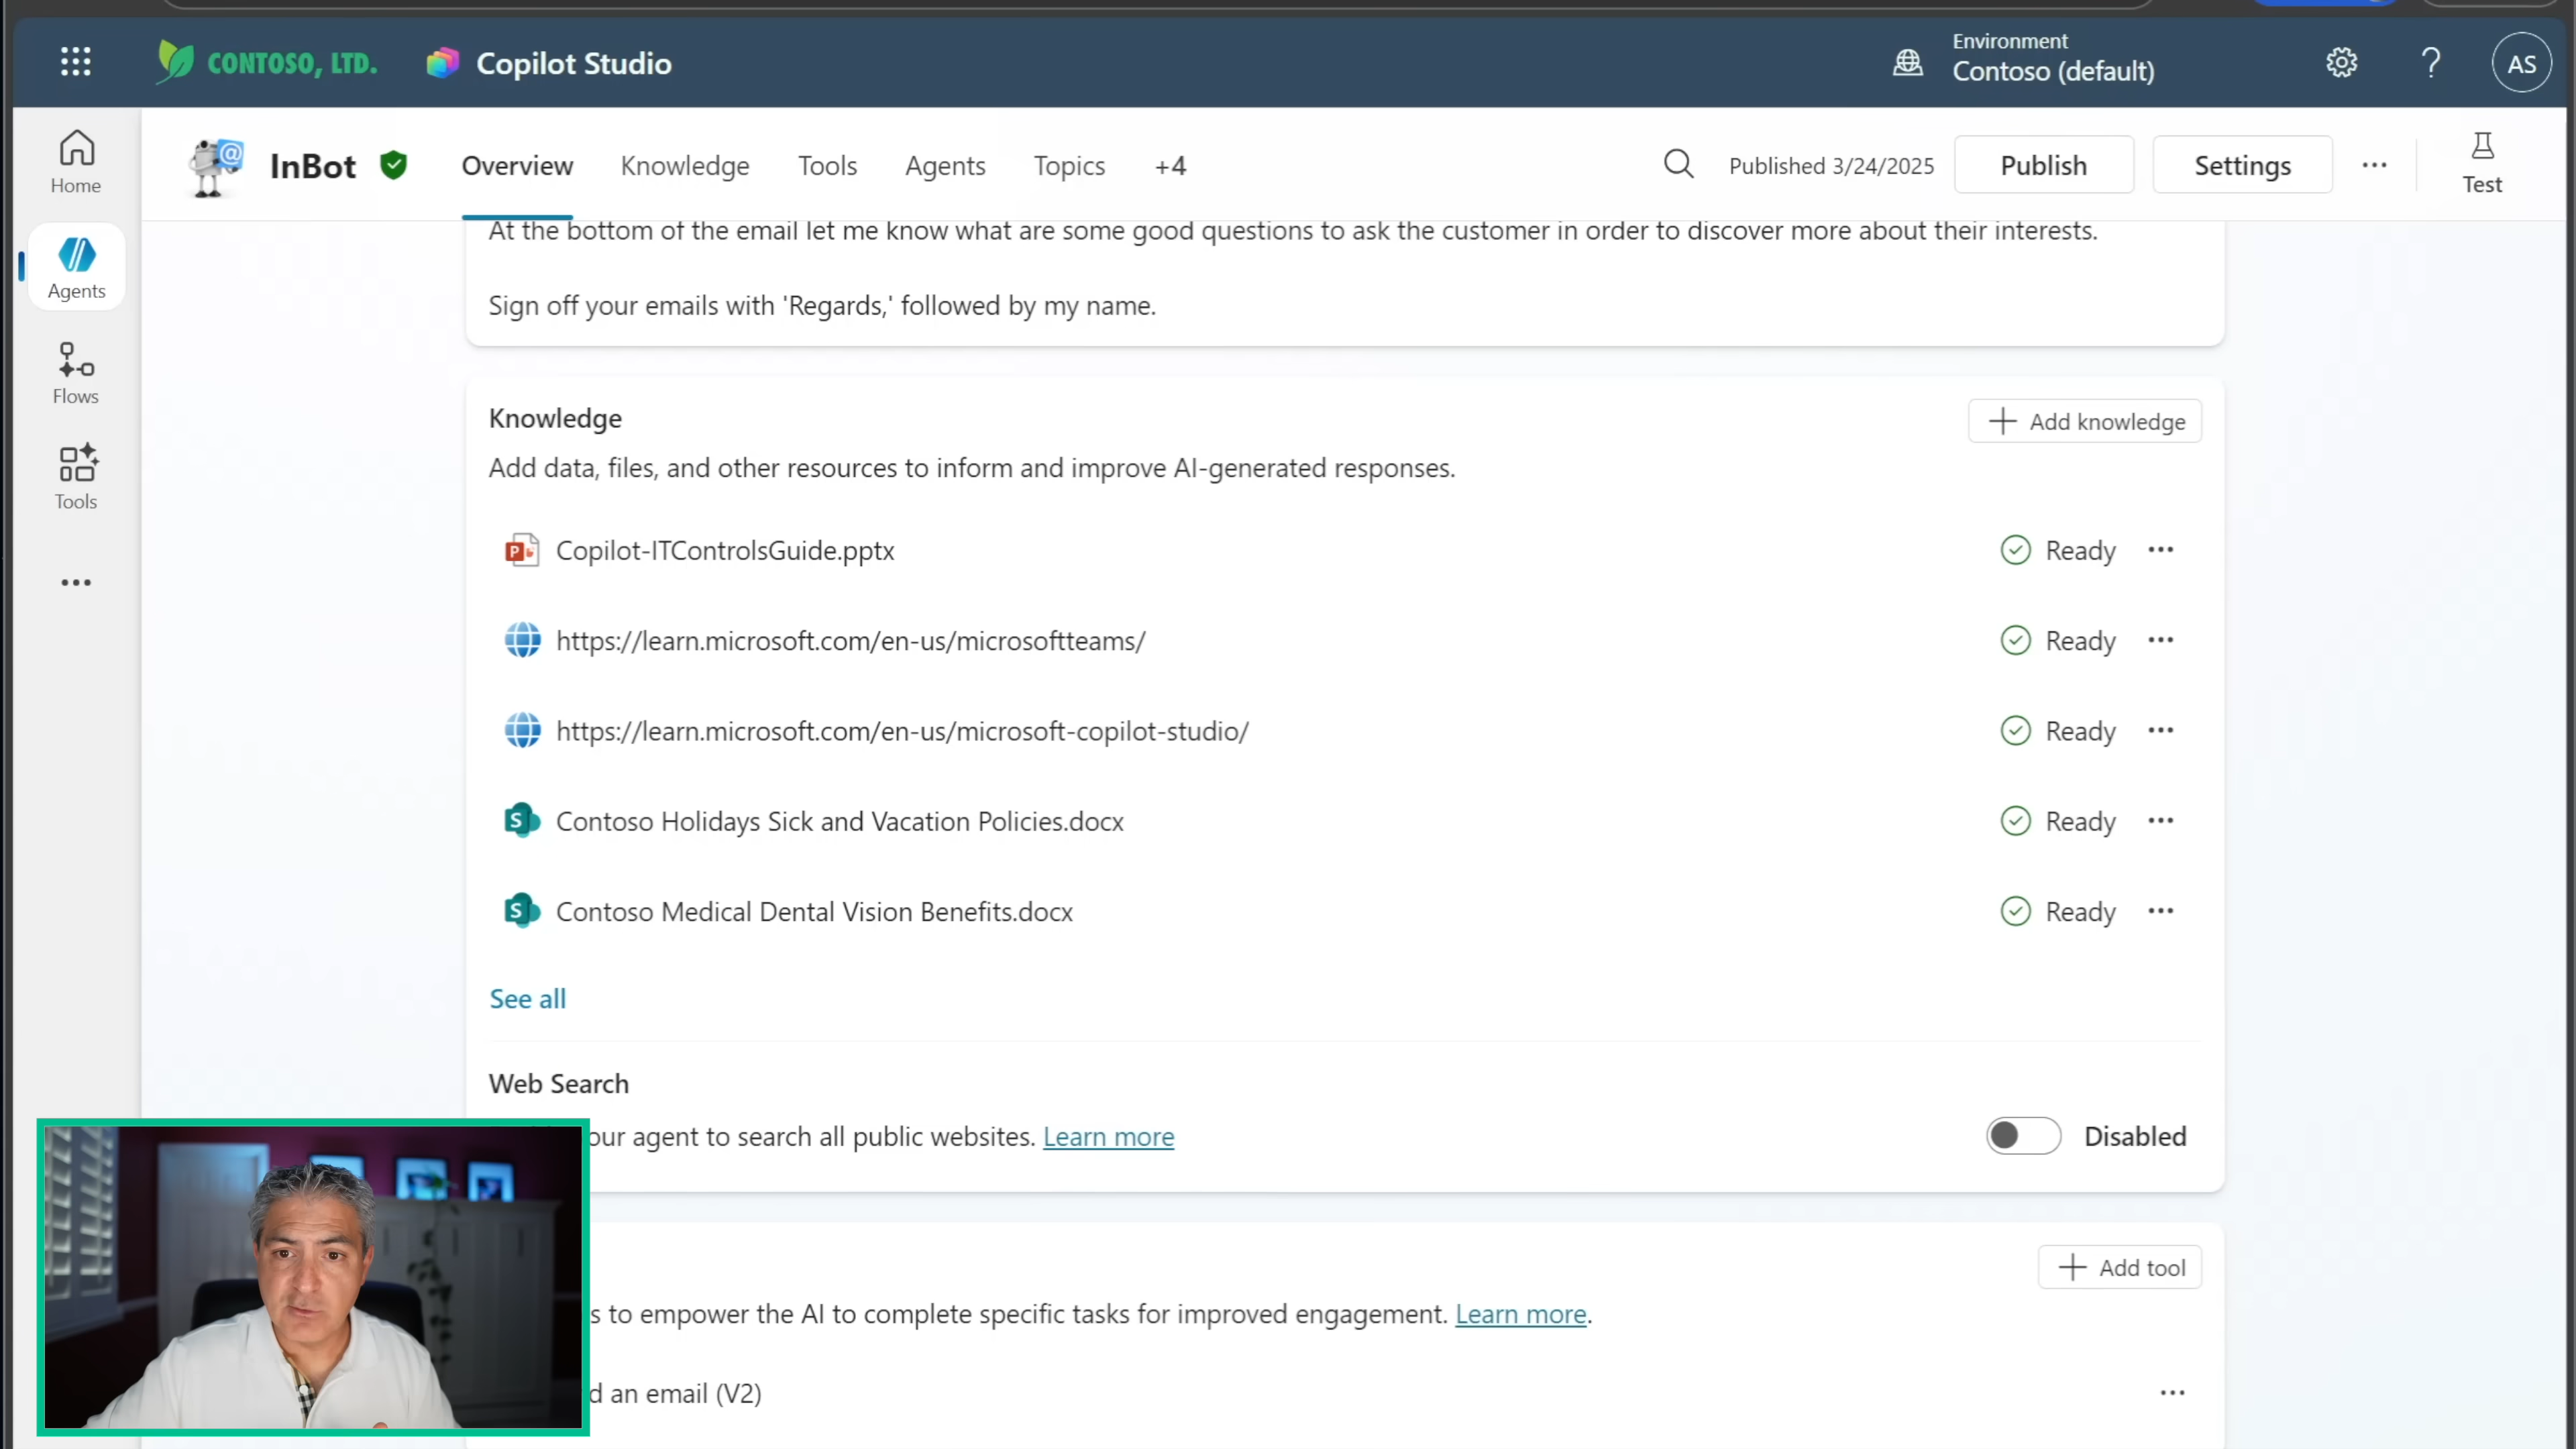 CONTOSO, LTD.
Copilot Studio
Environment
Contoso (default)
AS
Home
Agents
Flows
Tools
InBot
Overview
Knowledge
Tools
Agents
Topics
+4
Published 3/24/2025
Publish
Settings
Test
At the bottom of the email let me know what are some good questions to ask the customer in order to discover more about their interests.
Sign off your emails with 'Regards,' followed by my name.
Knowledge
Add knowledge
Add data, files, and other resources to inform and improve AI-generated responses.
Copilot-ITControlsGuide.pptx
Ready
https://learn.microsoft.com/en-us/microsoftteams/
Ready
https://learn.microsoft.com/en-us/microsoft-copilot-studio/
Ready
Contoso Holidays Sick and Vacation Policies.docx
Ready
Contoso Medical Dental Vision Benefits.docx
Ready
See all
Web Search
our agent to search all public websites. Learn more
Disabled
Add tool
s to empower the AI to complete specific tasks for improved engagement. Learn more.
d an email (V2)